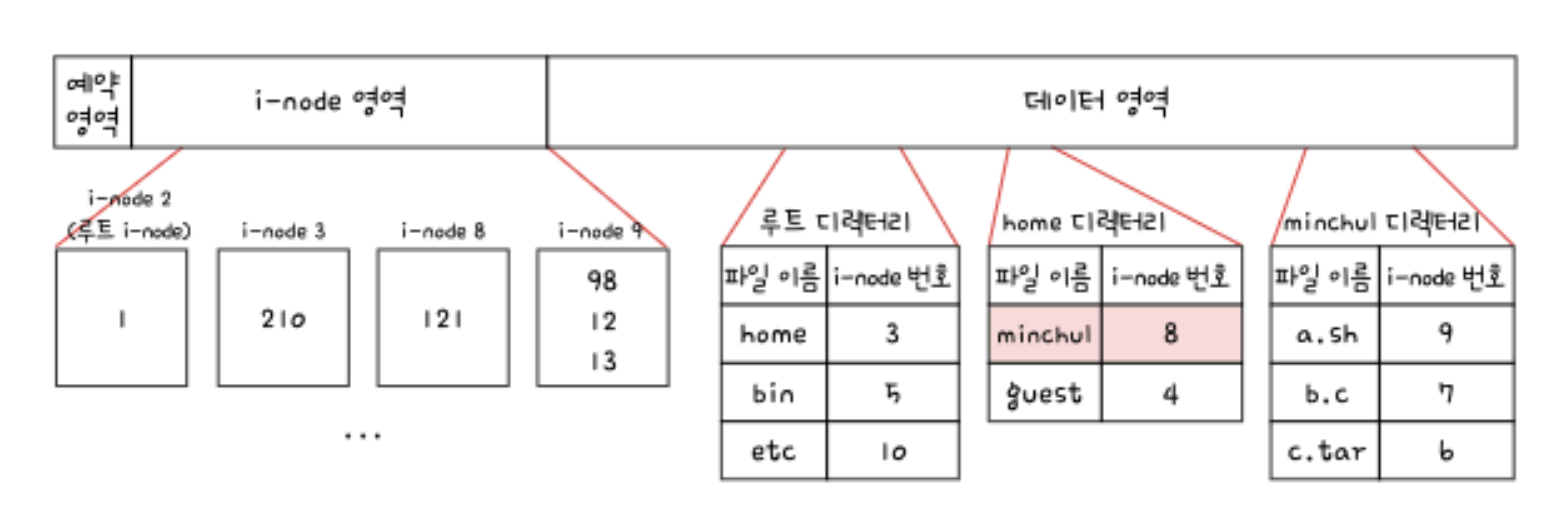 예약
영역
i-node 영역
데이터 영역
i-node 2
(루트 i-node)
i-node 3
i-node 8
i-node 9
1
210
121
98
12
13
...
루트 디렉터리
파일 이름 i-node 번호
home 3
bin 5
etc 10
home 디렉터리
파일 이름 i-node 번호
minchul 8
guest 4
minchul 디렉터리
파일 이름 i-node 번호
a.sh 9
b.c 7
c.tar 6